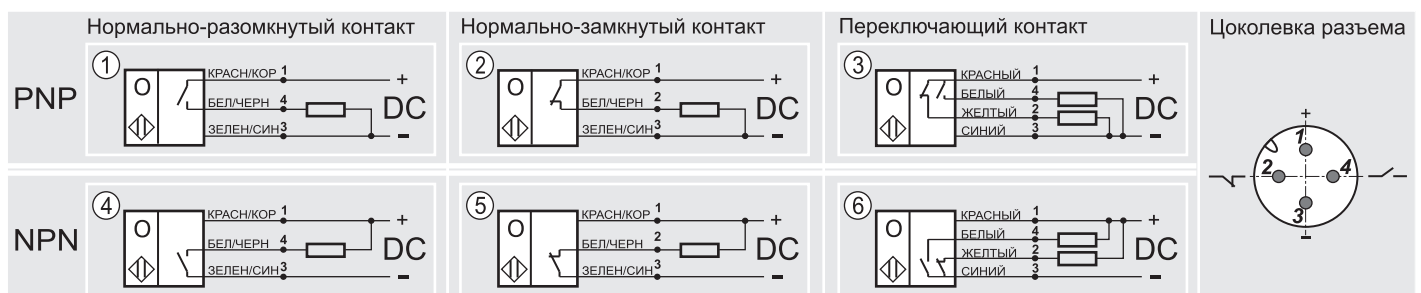 Нормально-разомкнутый контакт
Нормально-замкнутый контакт
Переключающий контакт
Цоколевка разъема
PNP
1
O
КРАСН/КОР 1
+
БЕЛ/ЧЕРН 4
DC
ЗЕЛЕН/СИН 3
-
2
O
КРАСН/КОР 1
+
БЕЛ/ЧЕРН 2
DC
ЗЕЛЕН/СИН 3
-
3
O
КРАСНЫЙ 1
+
БЕЛЫЙ 4
DC
ЖЕЛТЫЙ 2
СИНИЙ 3
-
+
1
2
4
3
-
NPN
4
O
КРАСН/КОР 1
+
БЕЛ/ЧЕРН 4
DC
ЗЕЛЕН/СИН 3
-
5
O
КРАСН/КОР 1
+
БЕЛ/ЧЕРН 2
DC
ЗЕЛЕН/СИН 3
-
6
O
КРАСНЫЙ 1
+
БЕЛЫЙ 4
DC
ЖЕЛТЫЙ 2
СИНИЙ 3
-